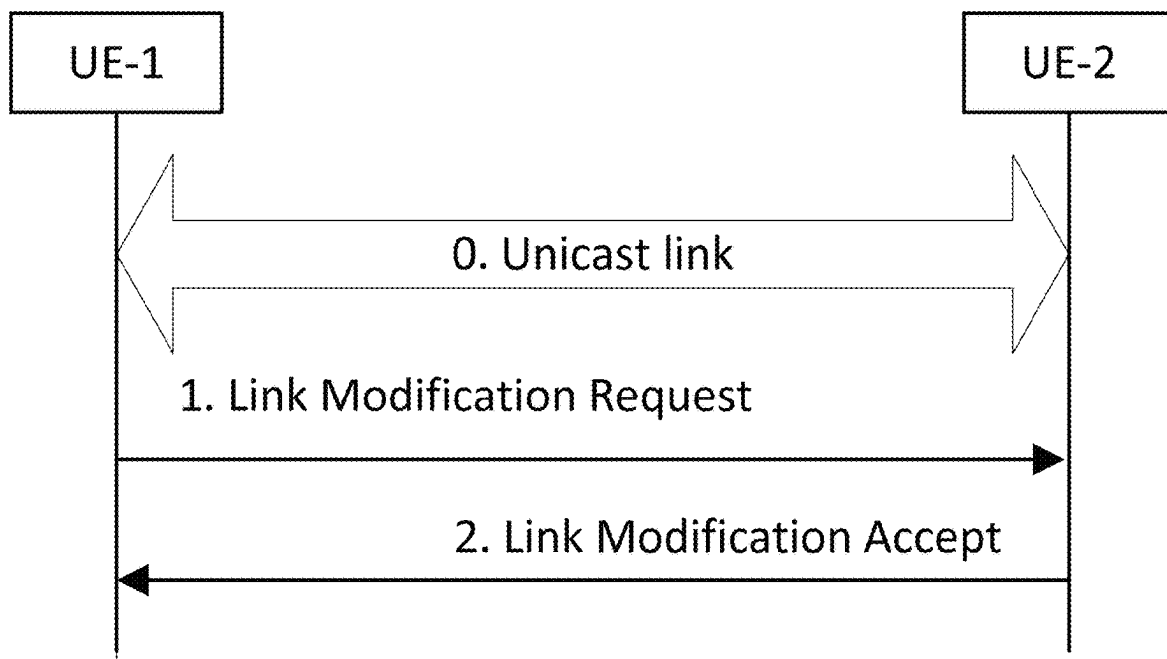 UE-1
UE-2
0. Unicast link
1. Link Modification Request
2. Link Modification Accept